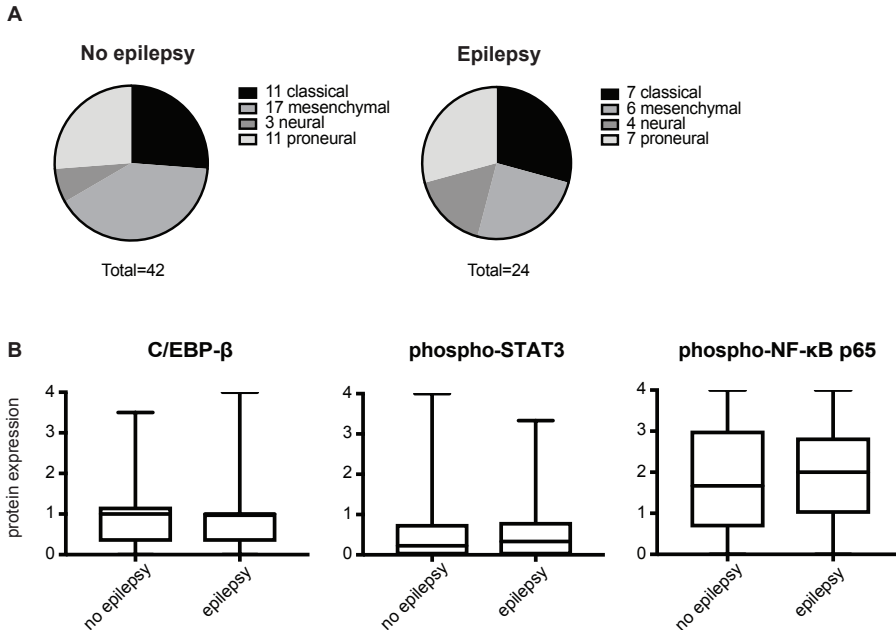 A
No epilepsy
11 classical
17 mesenchymal
3 neural
11 proneural
Total=42
Epilepsy
7 classical
6 mesenchymal
4 neural
7 proneural
Total=24
B
C/EBP-β
protein expression
4
3
2
1
0
no epilepsy
epilepsy
phospho-STAT3
4
3
2
1
0
no epilepsy
epilepsy
phospho-NF-κB p65
4
3
2
1
0
no epilepsy
epilepsy